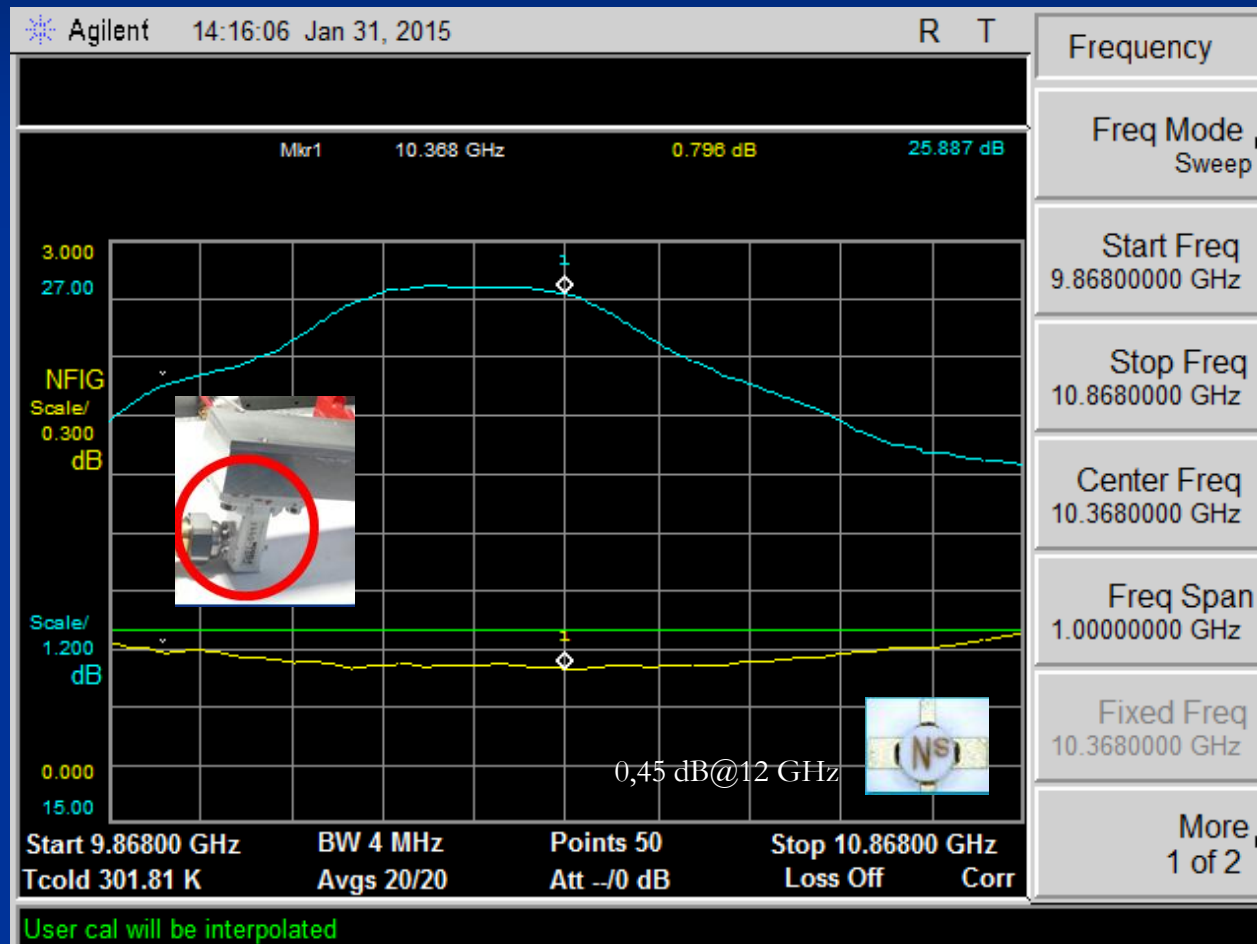 Agilent 14:16:06 Jan 31, 2015 R T
Mkr1 10.368 GHz 0.796 dB 25.887 dB
3.000
27.00
NFIG
Scale/
0.300
dB
Scale/
1.200
dB
0.000
15.00
1
1
0,45 dB@12 GHz
NS
Start 9.86800 GHz BW 4 MHz Points 50 Stop 10.86800 GHz
Tcold 301.81 K Avgs 20/20 Att --/0 dB Loss Off Corr
User cal will be interpolated
Frequency
Freq Mode
Sweep
Start Freq
9.86800000 GHz
Stop Freq
10.8680000 GHz
Center Freq
10.3680000 GHz
Freq Span
1.00000000 GHz
Fixed Freq
10.3680000 GHz
More
1 of 2